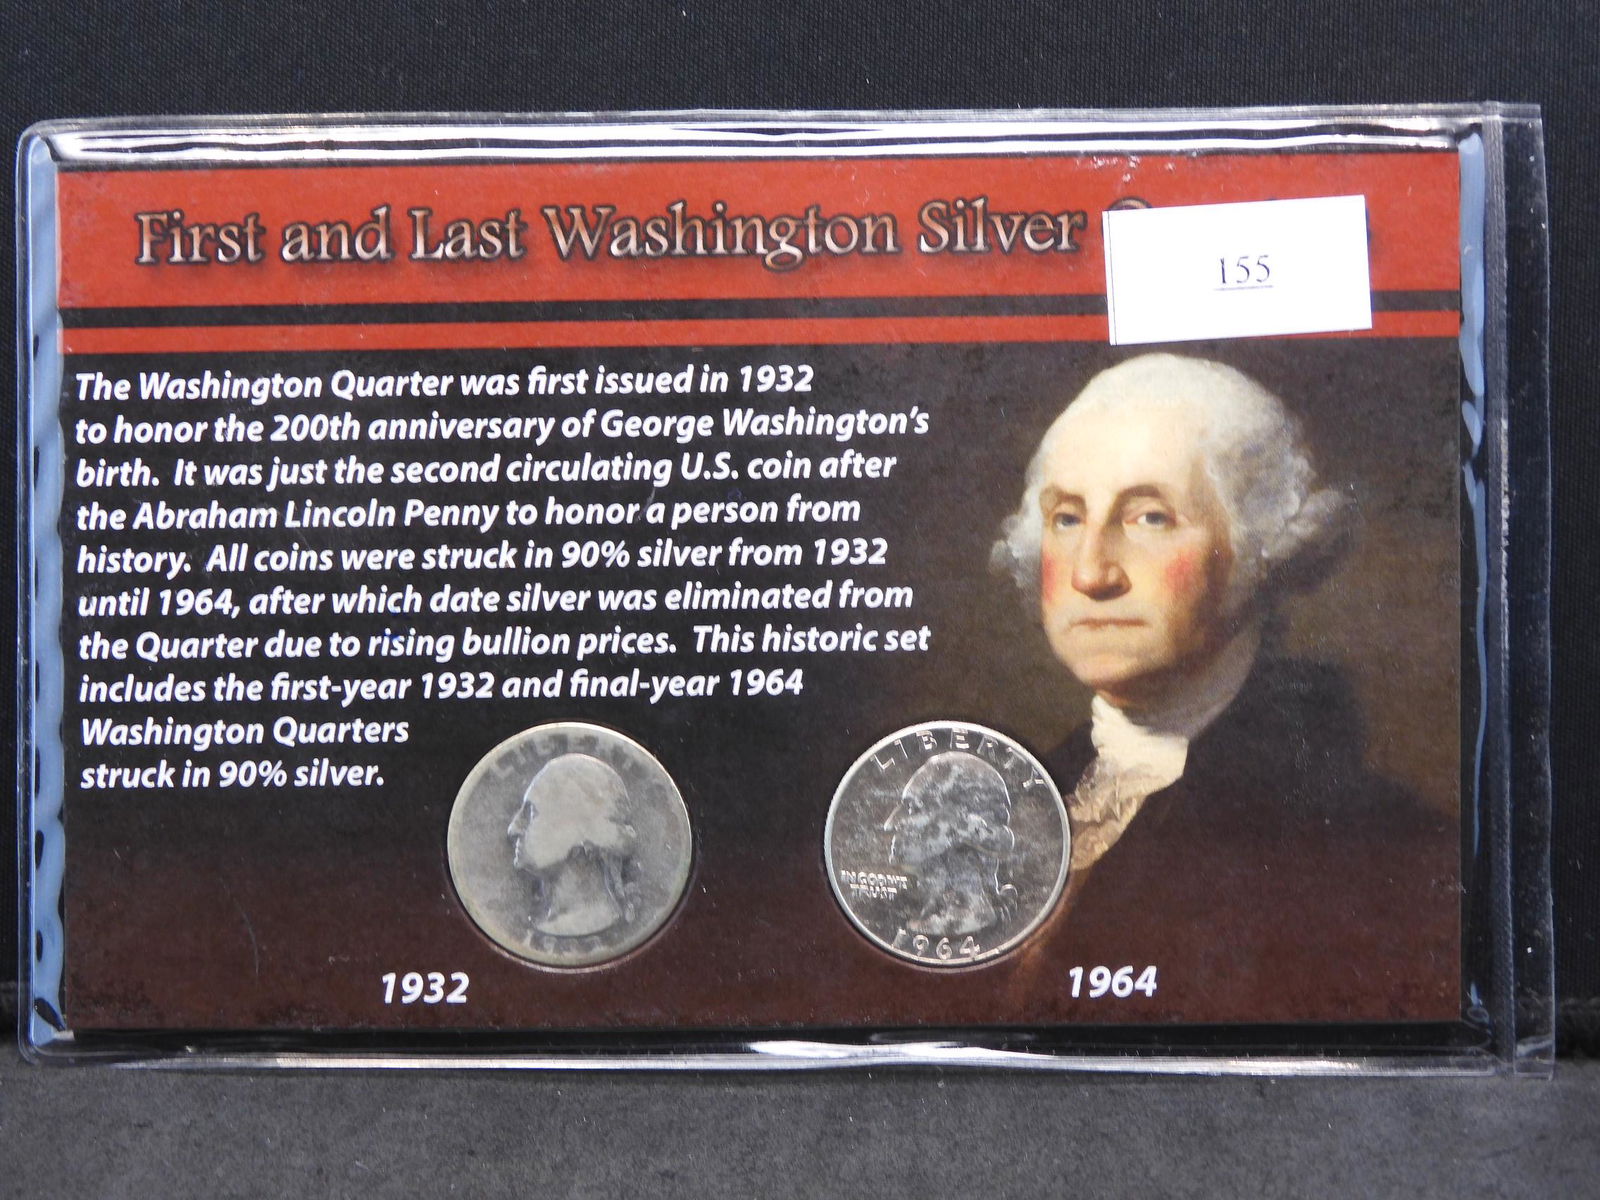 First and Last Washington Silver
155
The Washington Quarter was first issued in 1932
to honor the 200th anniversary of George Washington's
birth. It was just the second circulating U.S. coin after
the Abraham Lincoln Penny to honor a person from
history. All coins were struck in 90% silver from 1932
until 1964, after which date silver was eliminated from
the Quarter due to rising bullion prices. This historic set
includes the first-year 1932 and final-year 1964
Washington Quarters
struck in 90% silver.
LIBERTY
1932
LIBERTY
IN GOD WE
TRUST
1964
1932
1964